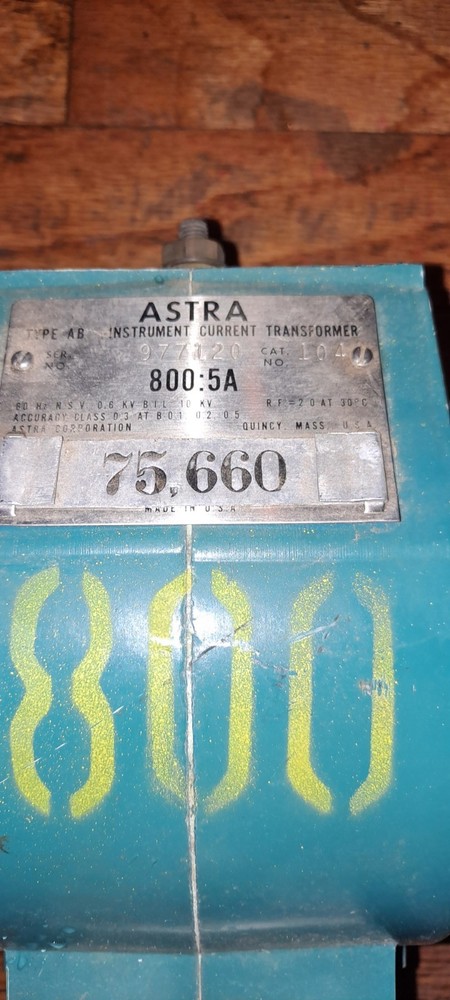 ASTRA
TYPE AB INSTRUMENT CURRENT TRANSFORMER
SER. NO. 977120 CAT. NO. 104
800:5A
60 Hz N.S.V. 0.6 KV B.I.L. 10 KV R.F.=2.0 AT 30°C
ACCURACY CLASS 0.3 AT B 0.1 0.2 0.5
ASTRA CORPORATION QUINCY, MASS. U.S.A.
75,660
MADE IN U.S.A.
800